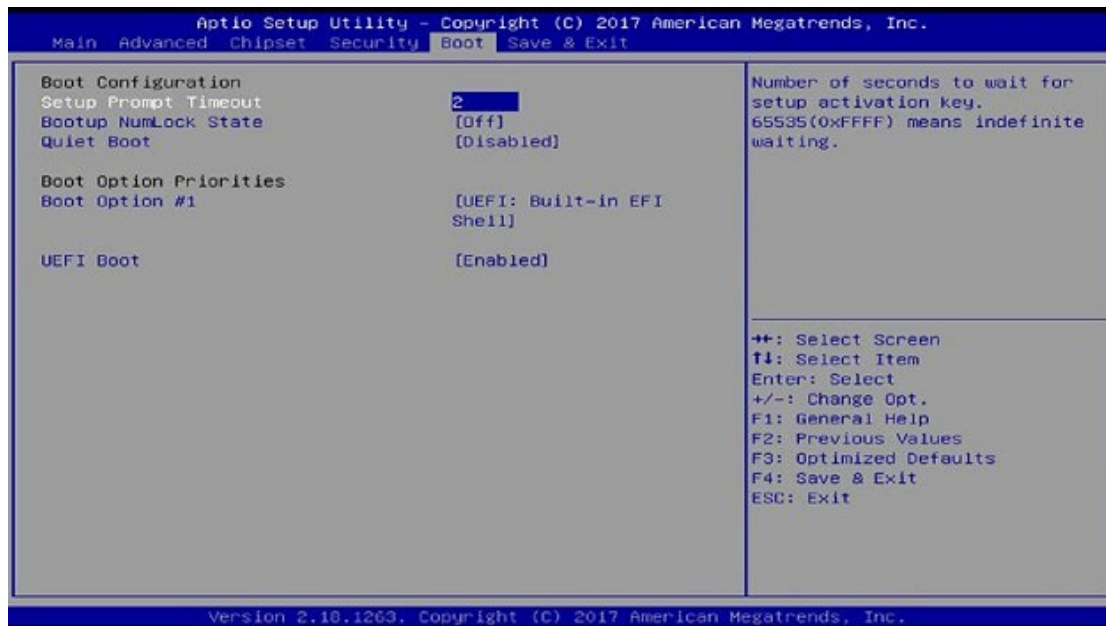 Aptio Setup Utility – Copyright (C) 2017 American Megatrends, Inc.
Main Advanced Chipset Security Boot Save & Exit
Boot Configuration
Setup Prompt Timeout 2
Bootup NumLock State [Off]
Quiet Boot [Disabled]
Boot Option Priorities
Boot Option #1 [UEFI: Built-in EFI
Shell]
UEFI Boot [Enabled]
Number of seconds to wait for
setup activation key.
65535(0xFFFF) means indefinite
waiting.
→←: Select Screen
↑↓: Select Item
Enter: Select
+/-: Change Opt.
F1: General Help
F2: Previous Values
F3: Optimized Defaults
F4: Save & Exit
ESC: Exit
Version 2.18.1263. Copyright (C) 2017 American Megatrends, Inc.